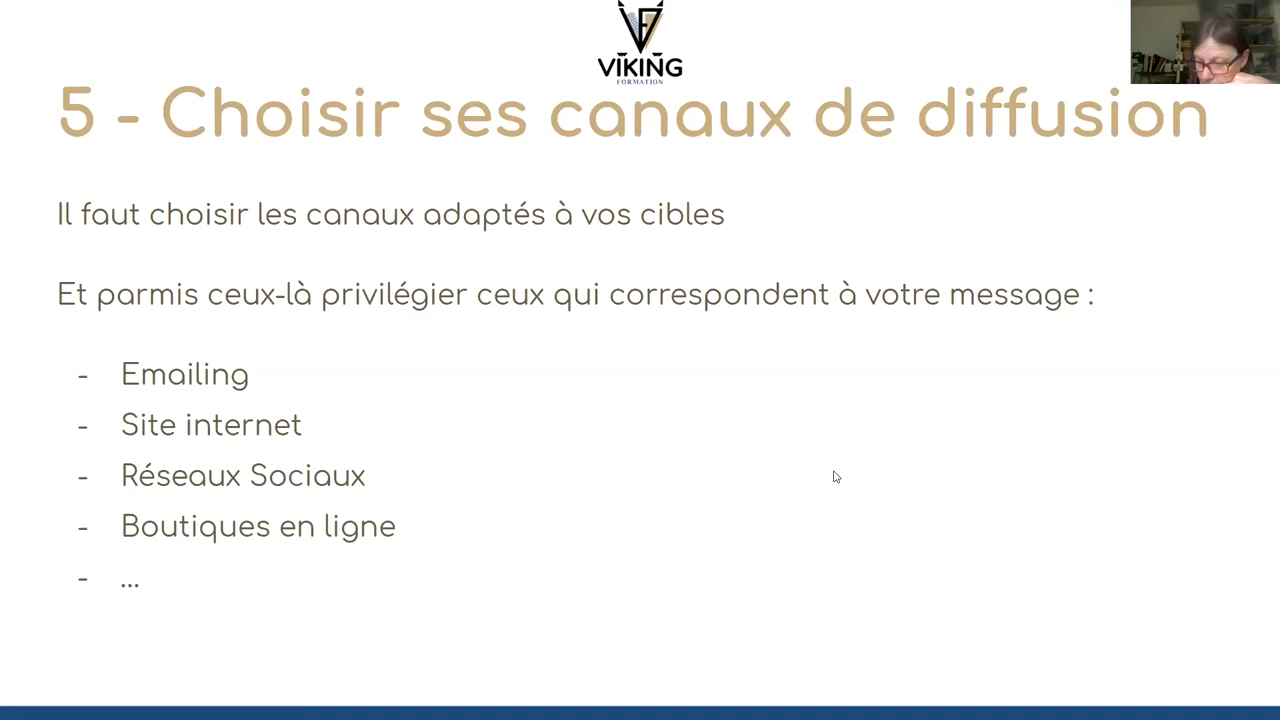 VIKING
FORMATION
5 - Choisir ses canaux de diffusion
Il faut choisir les canaux adaptés à vos cibles
Et parmis ceux-là privilégier ceux qui correspondent à votre message :
- Emailing
- Site internet
- Réseaux Sociaux
- Boutiques en ligne
- ...